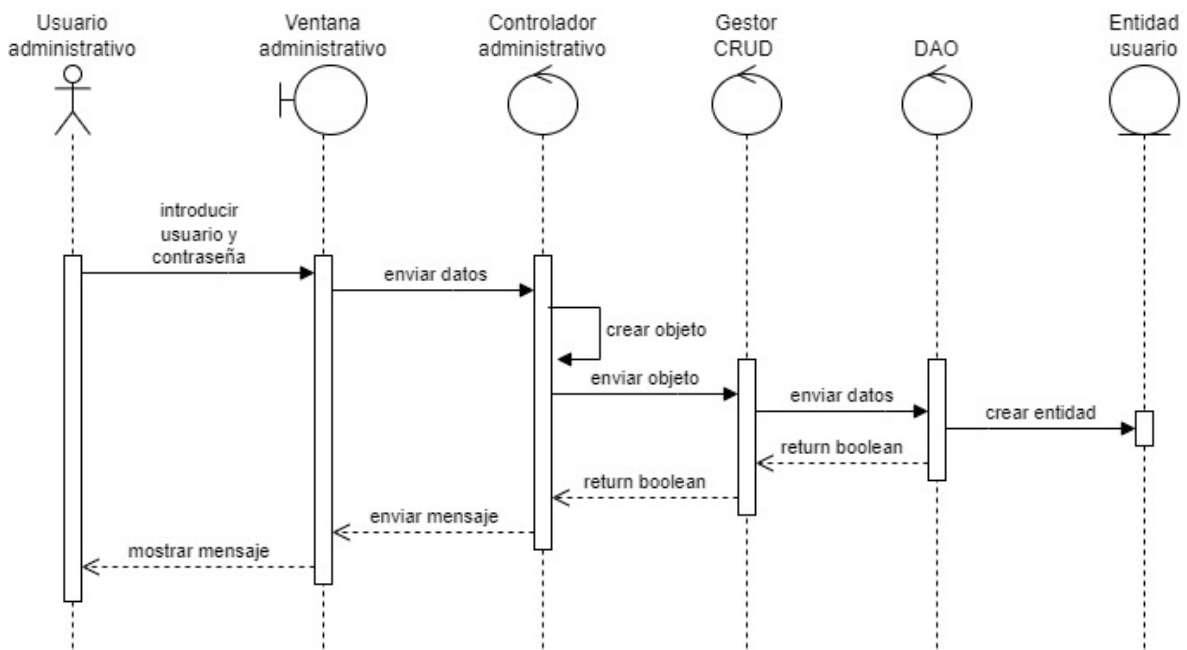 Usuario
administrativo
Ventana
administrativo
Controlador
administrativo
Gestor
CRUD
DAO
Entidad
usuario
introducir
usuario y
contraseña
enviar datos
crear objeto
enviar objeto
enviar datos
crear entidad
return boolean
return boolean
enviar mensaje
mostrar mensaje